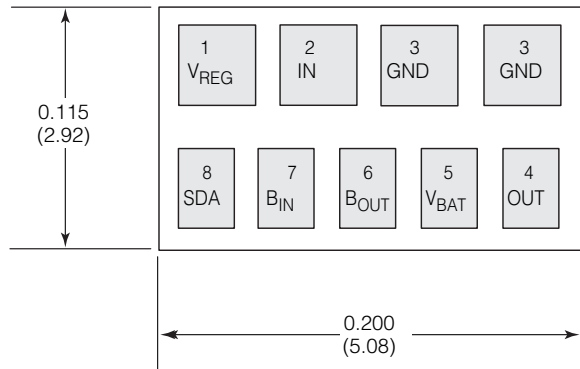 1 2 3 3
VREG IN GND GND
0.115
(2.92)
8 7 6 5 4
SDA BIN BOUT VBAT OUT
0.200
(5.08)